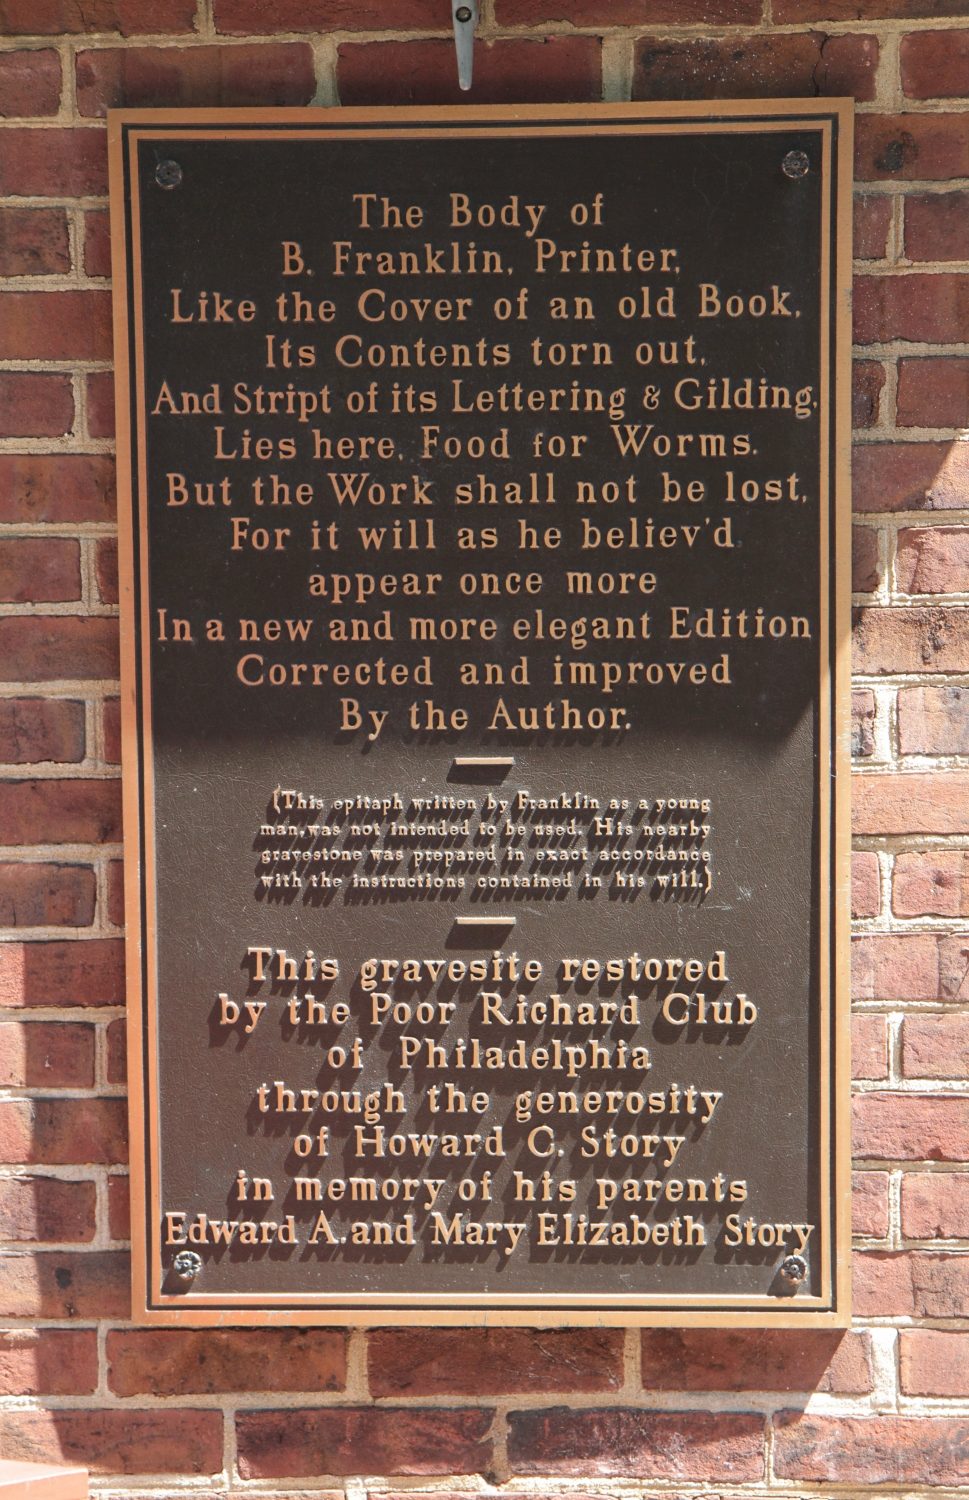 The Body of
B. Franklin, Printer,
Like the Cover of an old Book,
Its Contents torn out,
And Stript of its Lettering & Gilding,
Lies here, Food for Worms.
But the Work shall not be lost,
For it will as he believ'd
appear once more
In a new and more elegant Edition
Corrected and improved
By the Author.
(This epitaph written by Franklin as a young
man, was not intended to be used. His nearby
gravestone was prepared in exact accordance
with the instructions contained in his will.)
This gravesite restored
by the Poor Richard Club
of Philadelphia
through the generosity
of Howard C. Story
in memory of his parents
Edward A. and Mary Elizabeth Story